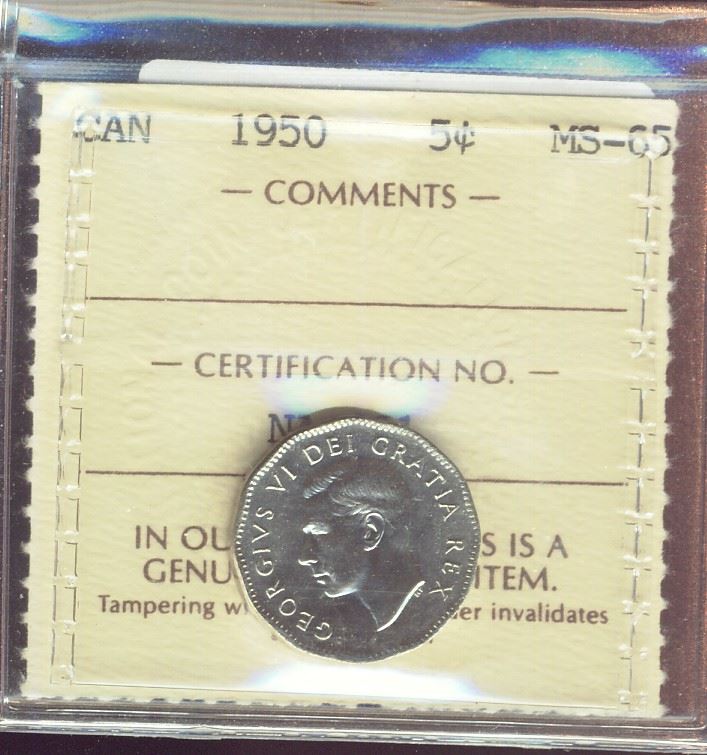 CAN 1950 5¢ MS-65
— COMMENTS —
— CERTIFICATION NO. —
IN OU S IS A
GENU ITEM.
Tampering w der invalidates
GEORGIVS VI DEI GRATIA REX